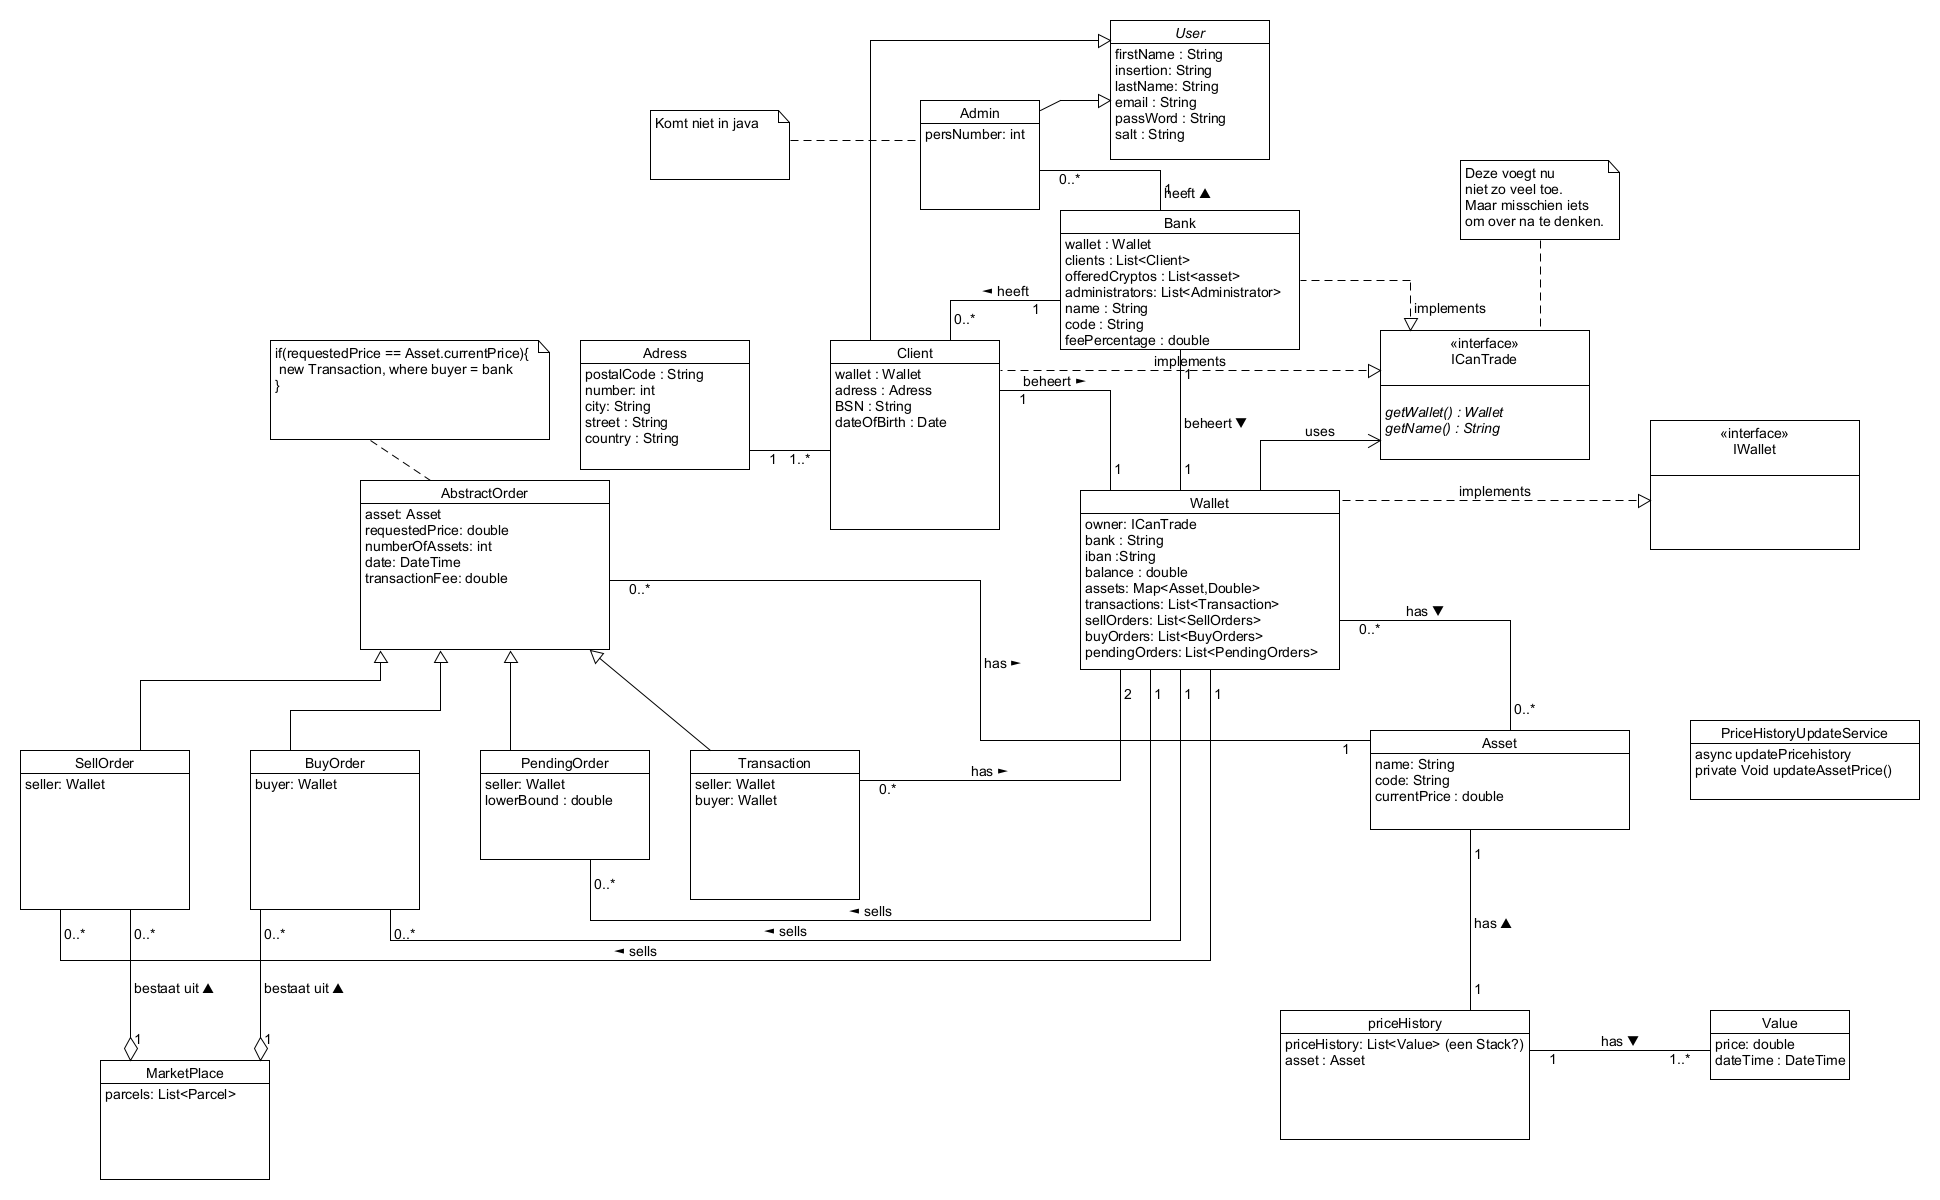 User
firstName : String
insertion: String
lastName: String
email : String
passWord : String
salt : String
Komt niet in java
Admin
persNumber: int
0..*
1
heeft ▲
Deze voegt nu
niet zo veel toe.
Maar misschien iets
om over na te denken.
Bank
wallet : Wallet
clients : List<Client>
offeredCryptos : List<asset>
administrators: List<Administrator>
name : String
code : String
feePercentage : double
◄ heeft
1
0..*
implements
if(requestedPrice == Asset.currentPrice){
new Transaction, where buyer = bank
}
Adress
postalCode : String
number: int
city: String
street : String
country : String
1
1..*
Client
wallet : Wallet
adress : Adress
BSN : String
dateOfBirth : Date
implements
beheert ►
1
1
1
beheert ▼
1
«interface»
ICanTrade
getWallet() : Wallet
getName() : String
uses
«interface»
IWallet
implements
AbstractOrder
asset: Asset
requestedPrice: double
numberOfAssets: int
date: DateTime
transactionFee: double
0..*
has ►
1
Wallet
owner: ICanTrade
bank : String
iban :String
balance : double
assets: Map<Asset,Double>
transactions: List<Transaction>
sellOrders: List<SellOrders>
buyOrders: List<BuyOrders>
pendingOrders: List<PendingOrders>
has ▼
0..*
0..*
2
1
1
1
SellOrder
seller: Wallet
BuyOrder
buyer: Wallet
PendingOrder
seller: Wallet
lowerBound : double
Transaction
seller: Wallet
buyer: Wallet
has ►
0.*
Asset
name: String
code: String
currentPrice : double
PriceHistoryUpdateService
async updatePricehistory
private Void updateAssetPrice()
0..*
◄ sells
0..*
0..*
0..*
0..*
◄ sells
◄ sells
bestaat uit ▲
bestaat uit ▲
1
1
1
has ▲
1
MarketPlace
parcels: List<Parcel>
priceHistory
priceHistory: List<Value> (een Stack?)
asset : Asset
has ▼
1
1..*
Value
price: double
dateTime : DateTime